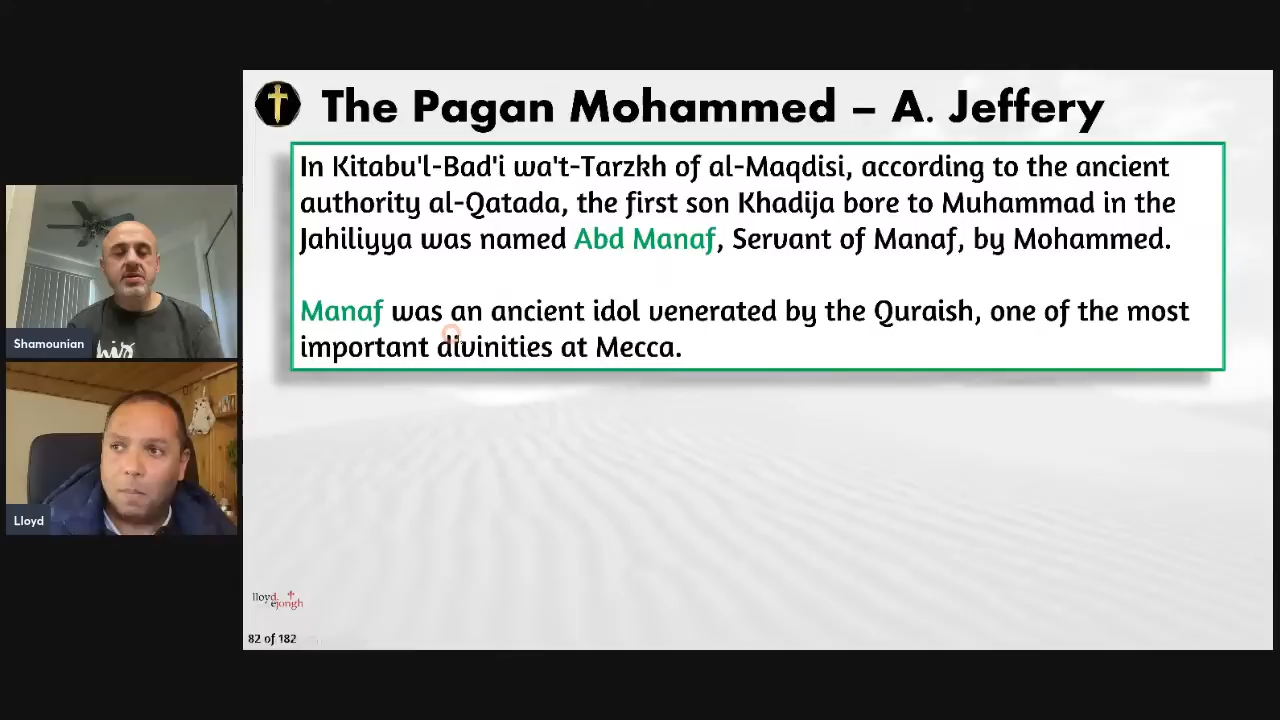 The Pagan Mohammed – A. Jeffery
In Kitabu'l-Bad'i wa't-Tarzkh of al-Maqdisi, according to the ancient
authority al-Qatada, the first son Khadija bore to Muhammad in the
Jahiliyya was named Abd Manaf, Servant of Manaf, by Mohammed.
Manaf was an ancient idol venerated by the Quraish, one of the most
important divinities at Mecca.
Shamounian
Lloyd
lloyd
ejongh
82 of 182